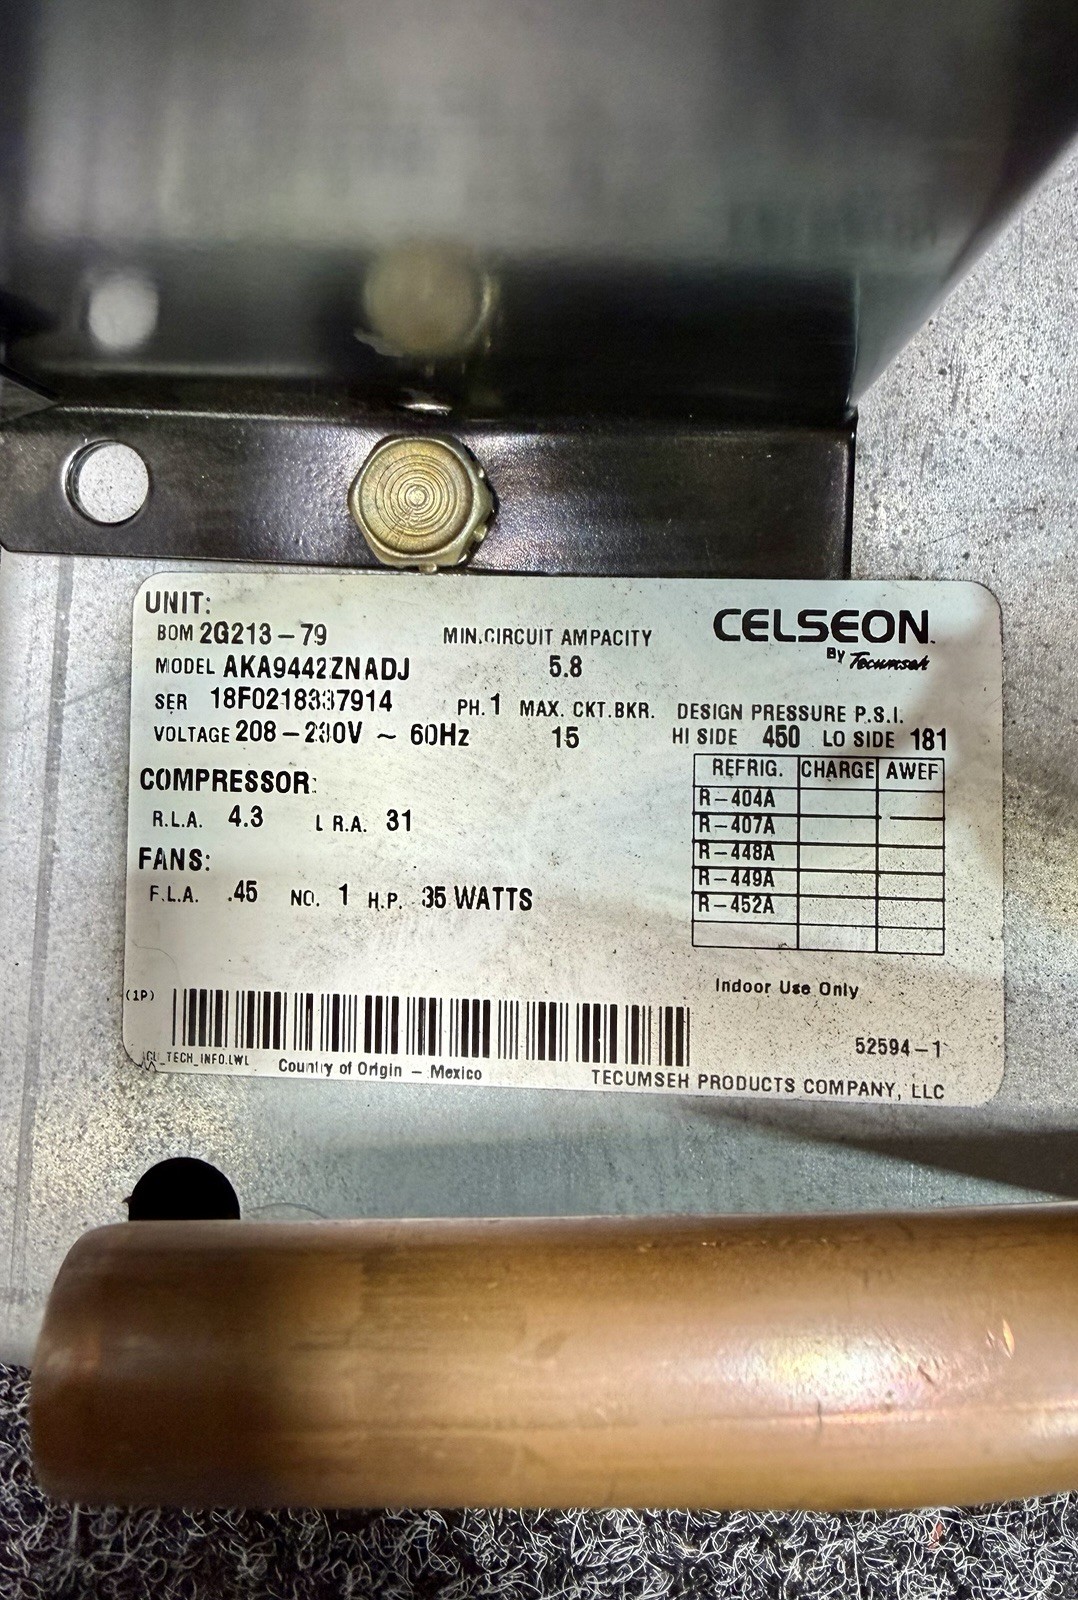 UNIT:
BOM 2G213-79
MODEL AKA9442ZNADJ
SER 18F0218337914
VOLTAGE 208-230V ~ 60Hz
PH. 1
MIN.CIRCUIT AMPACITY
5.8
MAX. CKT.BKR.
15
CELSEON
By Tecumseh
DESIGN PRESSURE P.S.I.
HI SIDE 450 LO SIDE 181
COMPRESSOR:
R.L.A. 4.3 L.R.A. 31
FANS:
F.L.A. .45 NO. 1 H.P. 35 WATTS
REFRIG. CHARGE AWEF
R-404A
R-407A
R-448A
R-449A
R-452A
Indoor Use Only
(1P)
52594-1
Country of Origin - Mexico
TECUMSEH PRODUCTS COMPANY, LLC